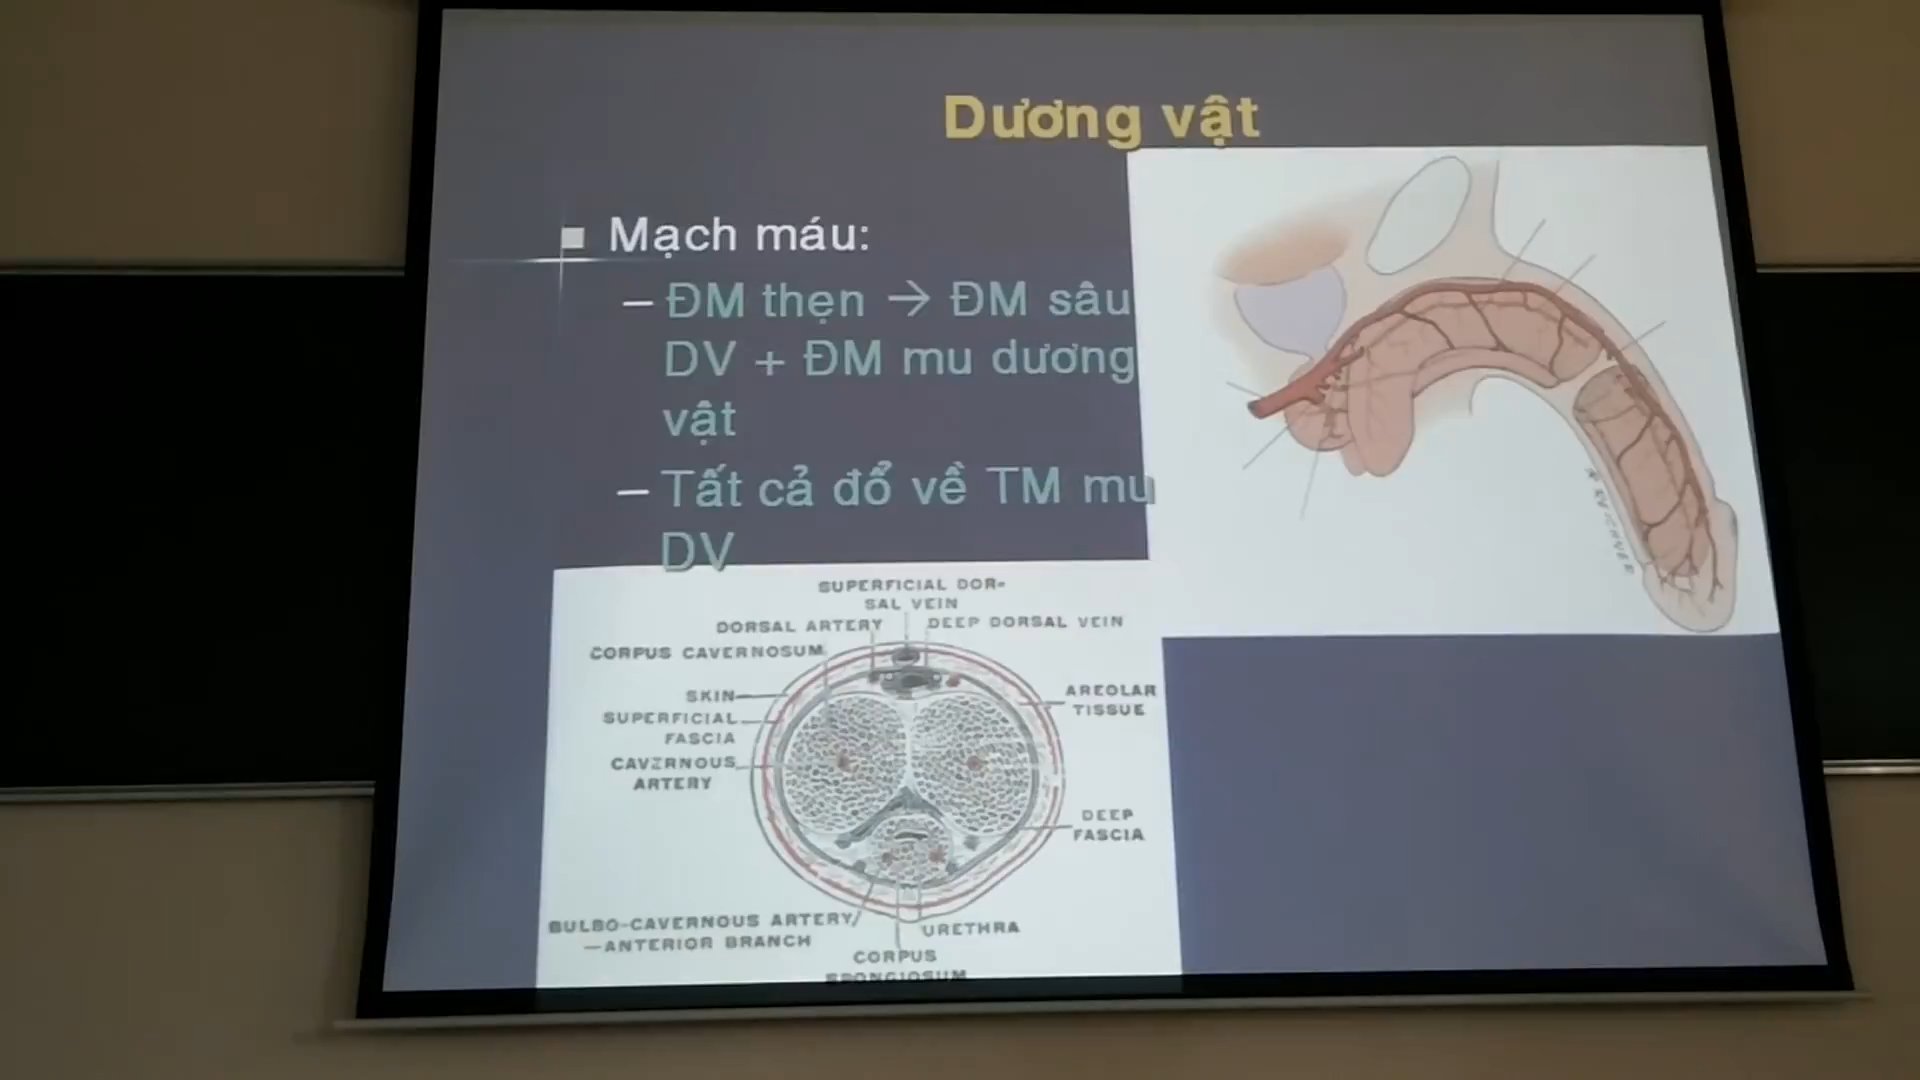 Dương vật
Mạch máu:
– ĐM thẹn → ĐM sâu
DV + ĐM mu dương
vật
– Tất cả đổ về TM mu
DV
SUPERFICIAL DOR-
SAL VEIN
DORSAL ARTERY
DEEP DORSAL VEIN
CORPUS CAVERNOSUM
SKIN
AREOLAR
TISSUE
SUPERFICIAL
FASCIA
CAVERNOUS
ARTERY
DEEP
FASCIA
BULBO-CAVERNOUS ARTERY
—ANTERIOR BRANCH
URETHRA
CORPUS
SPONGIOSUM